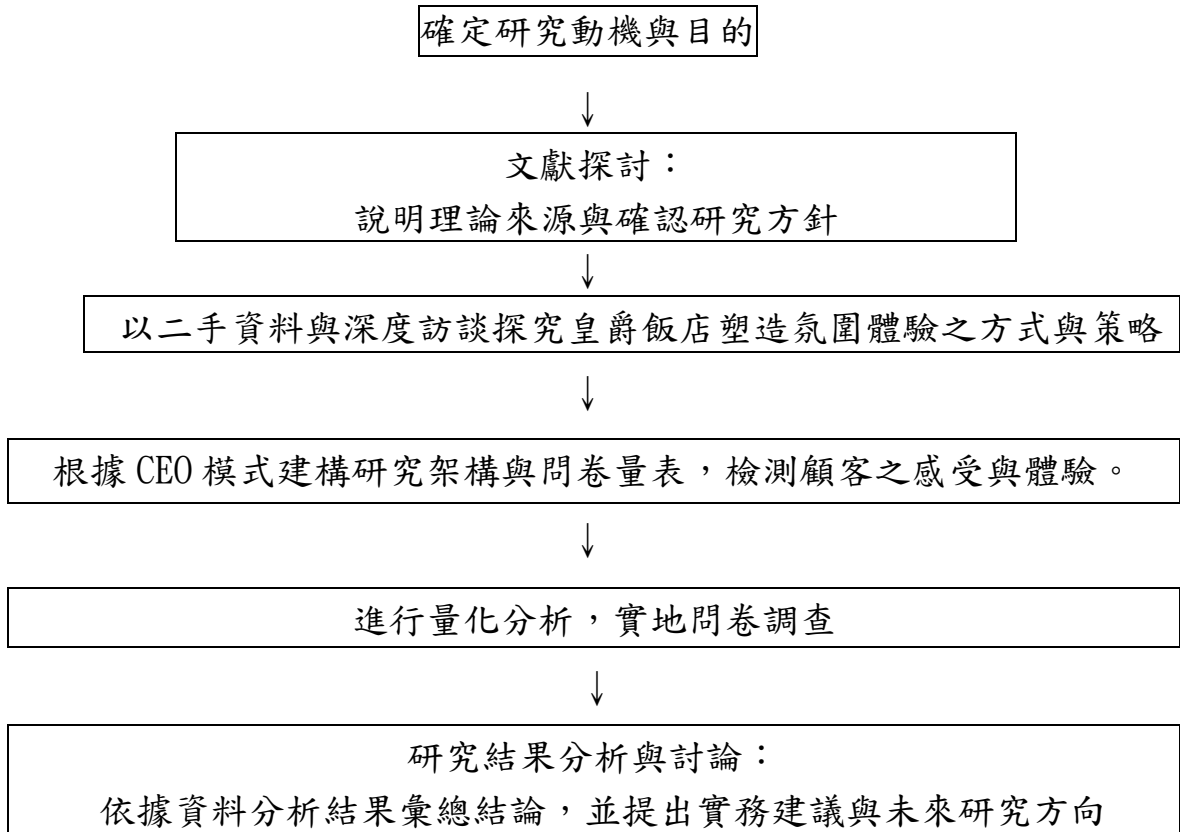 確定研究動機與目的
↓
文獻探討：
說明理論來源與確認研究方針
↓
以二手資料與深度訪談探究皇爵飯店塑造氛圍體驗之方式與策略
↓
根據 CEO 模式建構研究架構與問卷量表，檢測顧客之感受與體驗。
↓
進行量化分析，實地問卷調查
↓
研究結果分析與討論：
依據資料分析結果彙總結論，並提出實務建議與未來研究方向